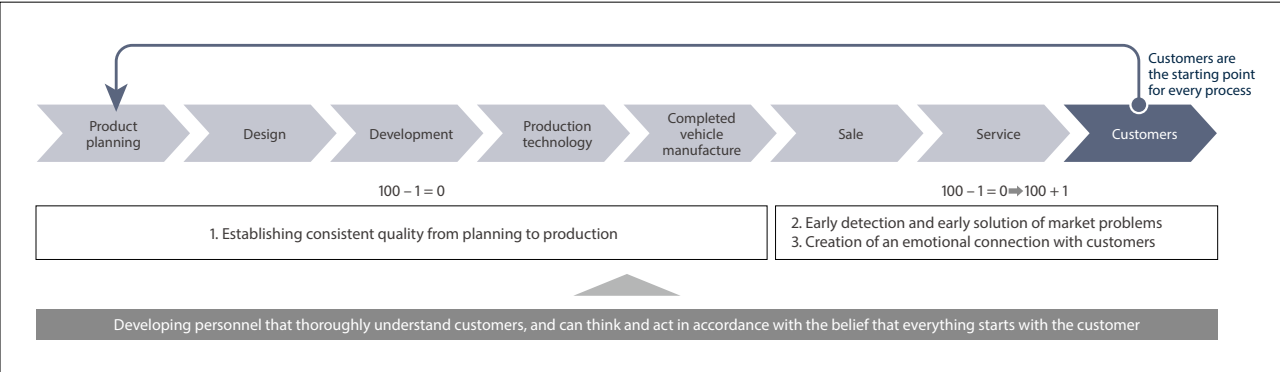 Customers are
the starting point
for every process
Product
planning
Design
Development
Production
technology
Completed
vehicle
manufacture
Sale
Service
Customers
100 – 1 = 0
100 – 1 = 0➡100 + 1
1. Establishing consistent quality from planning to production
2. Early detection and early solution of market problems
3. Creation of an emotional connection with customers
Developing personnel that thoroughly understand customers, and can think and act in accordance with the belief that everything starts with the customer